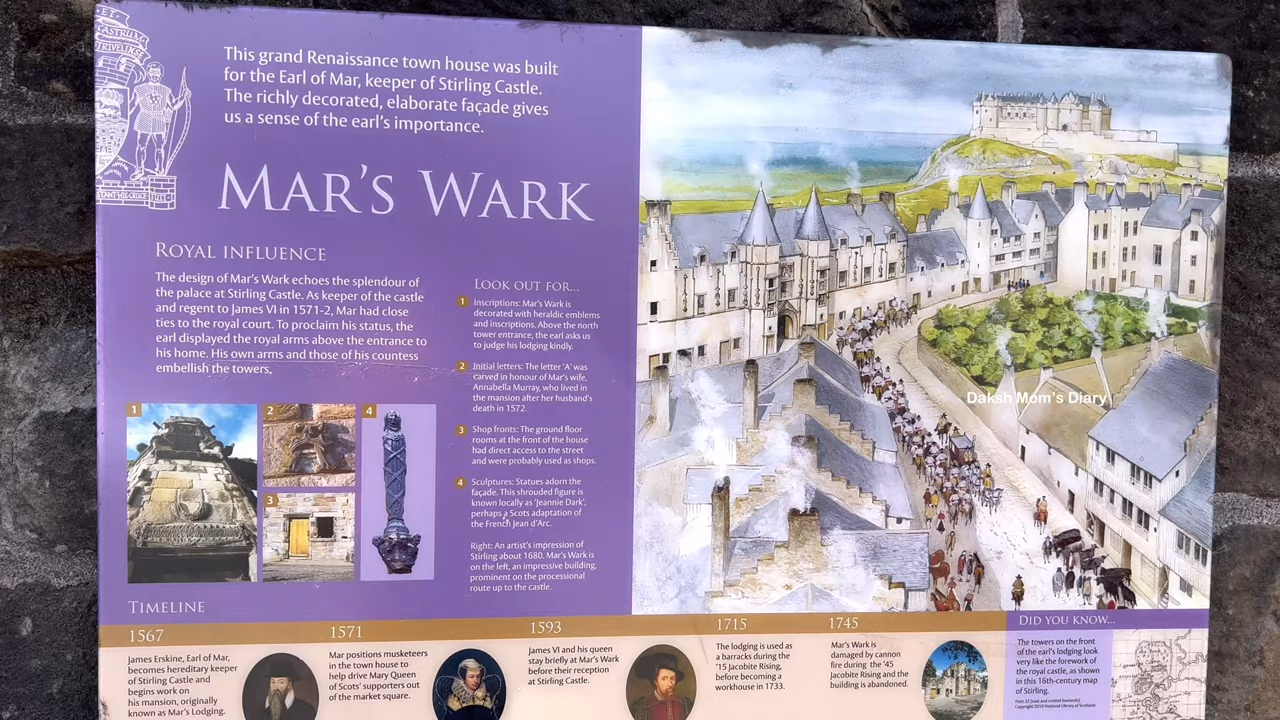 ET
CASTRUM
TRIVELINSE
This grand Renaissance town house was built
for the Earl of Mar, keeper of Stirling Castle.
The richly decorated, elaborate façade gives
us a sense of the earl's importance.
MAR'S WARK
ROYAL INFLUENCE
The design of Mar's Wark echoes the splendour of
the palace at Stirling Castle. As keeper of the castle
and regent to James VI in 1571-2, Mar had close
ties to the royal court. To proclaim his status, the
earl displayed the royal arms above the entrance to
his home. His own arms and those of his countess
embellish the towers.
1
2
3
4
LOOK OUT FOR...
1 Inscriptions: Mar's Wark is
decorated with heraldic emblems
and inscriptions. Above the north
tower entrance, the earl asks us
to judge his lodging kindly.
2 Initial letters: The letter 'A' was
carved in honour of Mar's wife,
Annabella Murray, who lived in
the mansion after her husband's
death in 1572.
3 Shop fronts: The ground floor
rooms at the front of the house
had direct access to the street
and were probably used as shops.
4 Sculptures: Statues adorn the
façade. This shrouded figure is
known locally as 'Jeannie Dark',
perhaps a Scots adaptation of
the French Jean d'Arc.
Right: An artist's impression of
Stirling about 1680. Mar's Wark is
on the left, an impressive building,
prominent on the processional
route up to the castle.
Daksh Mom's Diary
TIMELINE
1567
James Erskine, Earl of Mar,
becomes hereditary keeper
of Stirling Castle and
begins work on
his mansion, originally
known as Mar's Lodging.
1571
Mar positions musketeers
in the town house to
help drive Mary Queen
of Scots' supporters out
of the market square.
1593
James VI and his queen
stay briefly at Mar's Wark
before their reception
at Stirling Castle.
1715
The lodging is used as
a barracks during the
'15 Jacobite Rising,
before becoming a
workhouse in 1733.
1745
Mar's Wark is
damaged by cannon
fire during the '45
Jacobite Rising and the
building is abandoned.
DID YOU KNOW...
The towers on the front
of the earl's lodging look
very like the forework of
the royal castle, as shown
in this 16th-century map
of Stirling.
Copyright 2010 National Library of Scotland